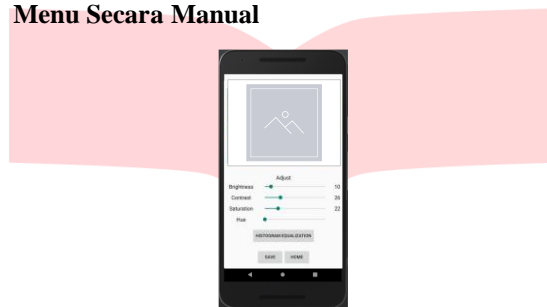 Menu Secara Manual
Adjust
Brightness 10
Contrast 26
Saturation 22
Hue
HISTOGRAM EQUALIZATION
SAVE HOME